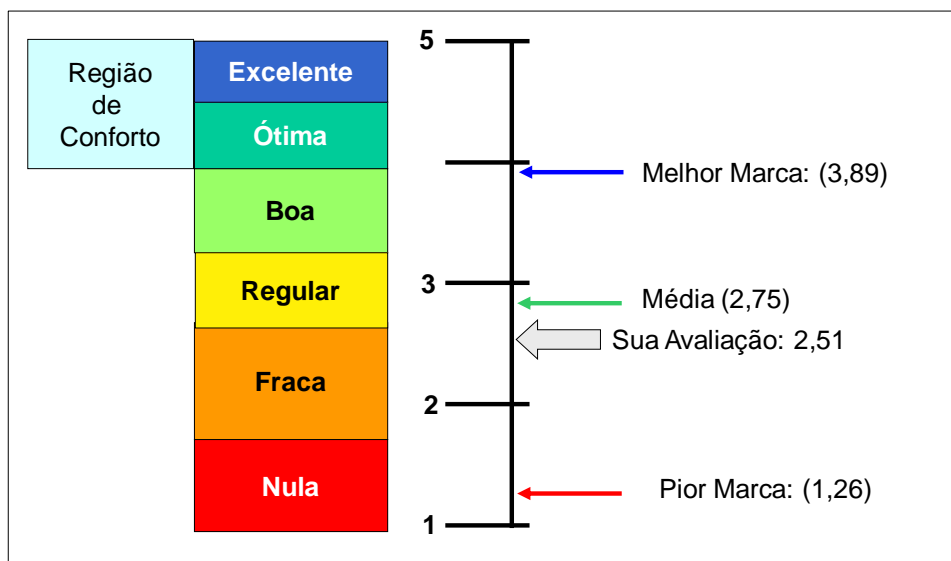 Região
de
Conforto
Excelente
Ótima
Boa
Regular
Fraca
Nula
5
3
2
1
Melhor Marca: (3,89)
Média (2,75)
Sua Avaliação: 2,51
Pior Marca: (1,26)